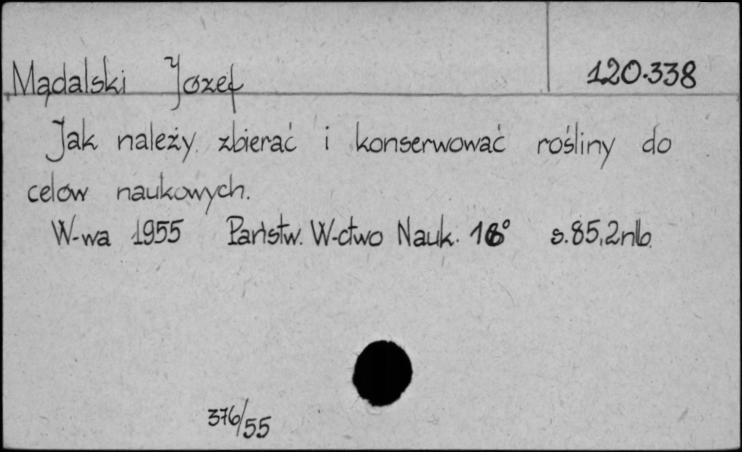 Mądalski Józef 120.338
Jak należy zbierać i konserwować rośliny do
celów naukowych.
W-wa 1955 Państw. W-ctwo Nauk. 16° s.85,2nlb.
376/55